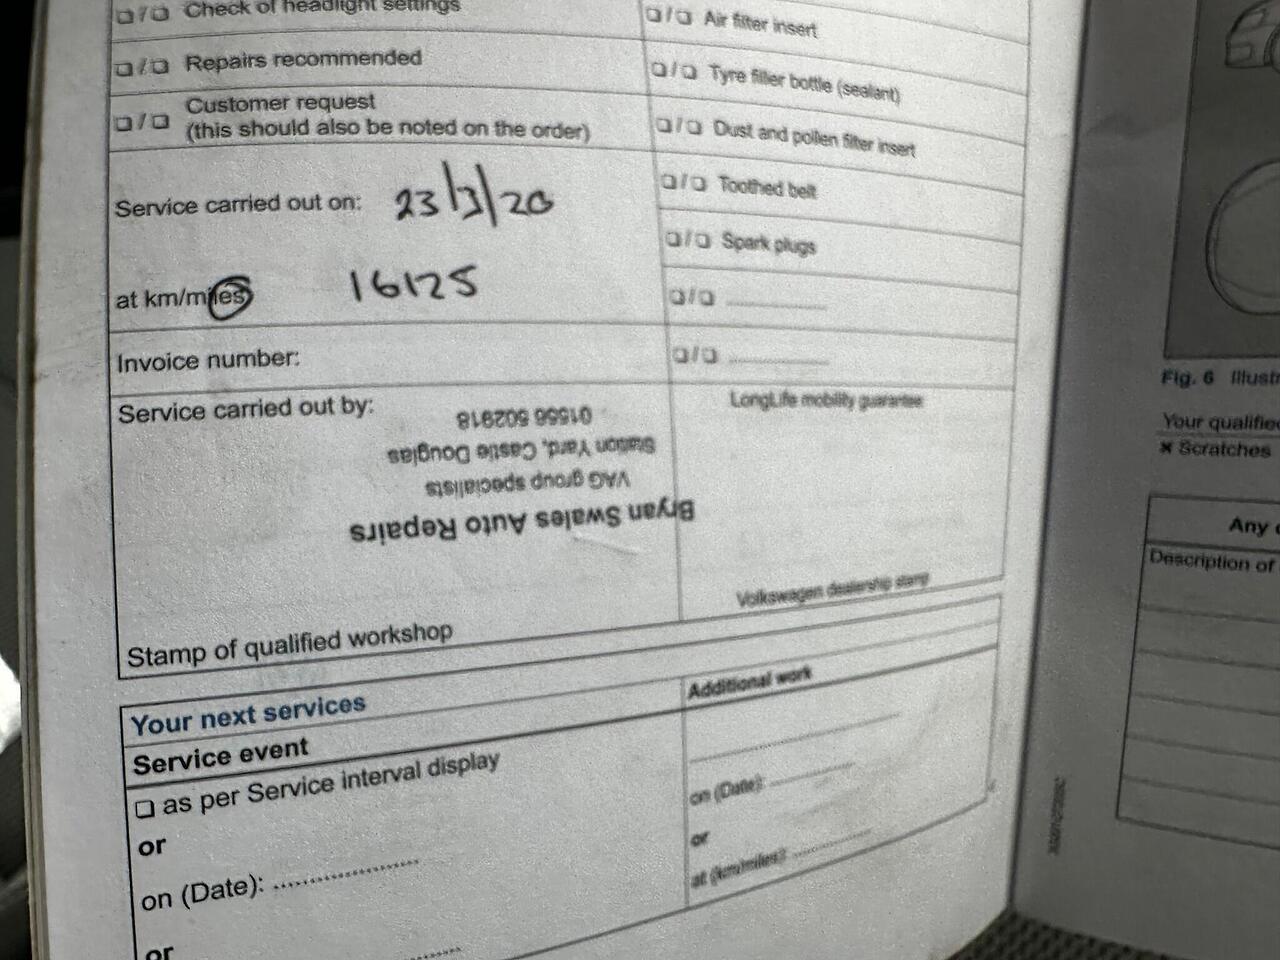 ❏ / ❏ Check of headlight settings
❏ / ❏ Repairs recommended
❏ / ❏ Customer request
(this should also be noted on the order)
Service carried out on: 23/3/20
at km/miles 16125
Invoice number:
Service carried out by:
Bryan Swales Auto Repairs
VAG group specialists
Station Yard, Castle Douglas
01556 502918
Stamp of qualified workshop
❏ / ❏ Air filter insert
❏ / ❏ Tyre filler bottle (sealant)
❏ / ❏ Dust and pollen filter insert
❏ / ❏ Toothed belt
❏ / ❏ Spark plugs
❏ / ❏ ....................
❏ / ❏ ....................
LongLife mobility guarantee
Volkswagen dealership stamp
Your next services
Service event
❏ as per Service interval display
or
on (Date): ....................
or
Additional work
on (Date): ....................
or
at (km/miles): ....................
Fig. 6 Illustr
Your qualified
× Scratches
Any
Description of